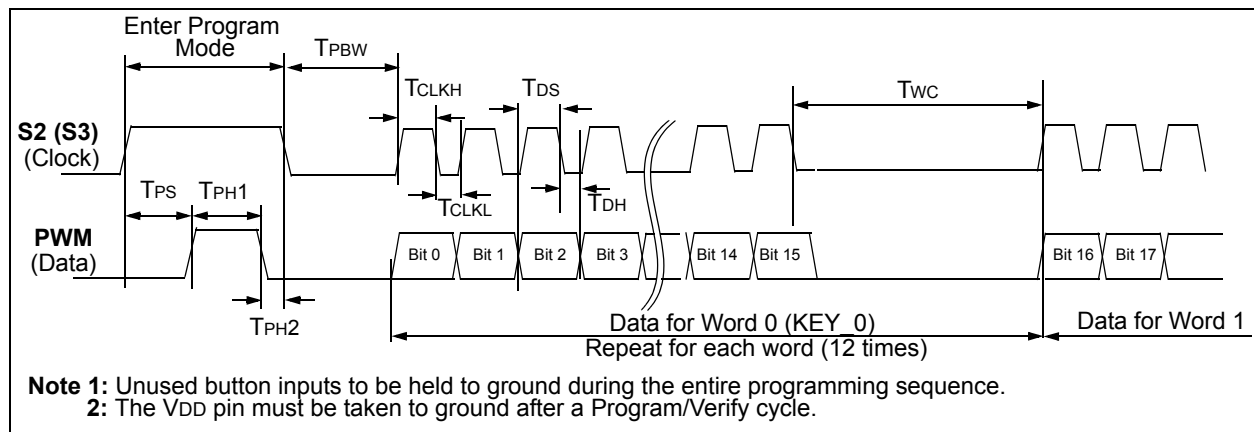 Enter Program
Mode
TPBW
TCLKH
TDS
TWC
S2 (S3)
(Clock)
TPS
TPH1
TCLKL
TDH
PWM
(Data)
Bit 0
Bit 1
Bit 2
Bit 3
Bit 14
Bit 15
Bit 16
Bit 17
TPH2
Data for Word 0 (KEY_0)
Data for Word 1
Repeat for each word (12 times)
Note 1: Unused button inputs to be held to ground during the entire programming sequence.
2: The VDD pin must be taken to ground after a Program/Verify cycle.